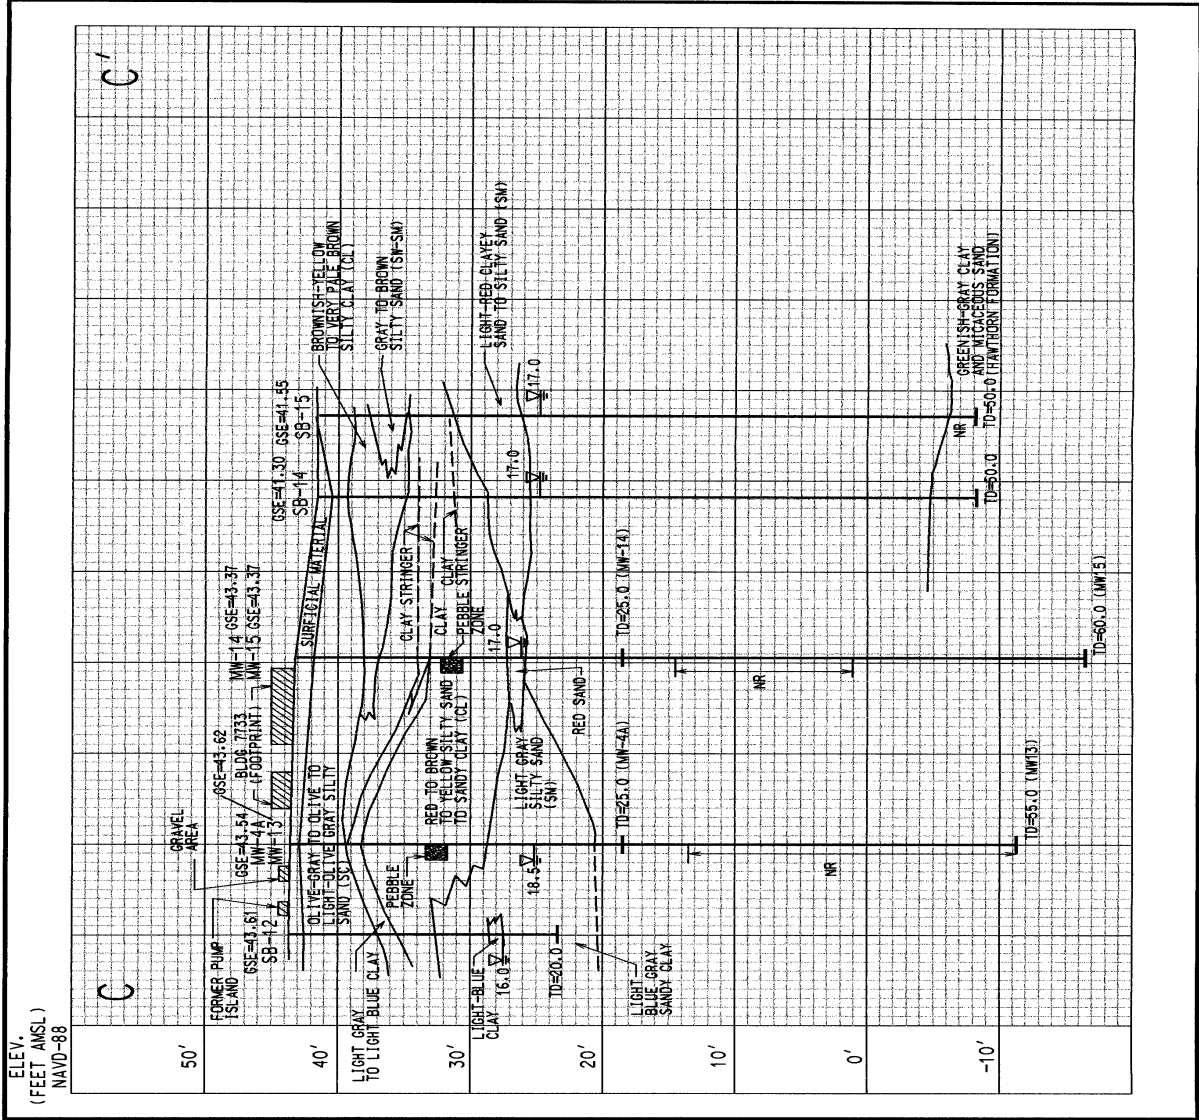 ELEV.
(FEET AMSL)
NAVD-88
C
C'
50'
40'
30'
20'
10'
0'
-10'
FORMER PUMP
ISLAND
GRAVEL
AREA
GSE=43.61
SB-12
GSE=43.54
MW-4A
MW-13
GSE=43.62
BLDG 7733
(FOOTPRINT)
MW-14 GSE=43.37
MW-15 GSE=43.37
GSE=41.30
SB-14
GSE=41.55
SB-15
SURFICIAL MATERIAL
OLIVE-GRAY TO OLIVE TO
LIGHT-OLIVE GRAY SILTY
SAND (SC)
BROWNISH-YELLOW
TO VERY PALE BROWN
SILTY CLAY (CL)
GRAY TO BROWN
SILTY SAND (SW-SM)
LIGHT GRAY
TO LIGHT BLUE CLAY
PEBBLE
ZONE
RED TO BROWN
TO YELLOW SILTY SAND
TO SANDY CLAY (CL)
CLAY STRINGER
CLAY
PEBBLE
ZONE
CLAY
STRINGER
LIGHT-RED CLAYEY
SAND TO SILTY SAND (SM)
LIGHT-BLUE
CLAY
16.0
18.5
17.0
17.0
17.0
LIGHT GRAY
SILTY SAND
(SM)
RED SAND
TD=20.0
LIGHT
BLUE GRAY
SANDY CLAY
TD=25.0 (MW-4A)
TD=25.0 (MW-14)
NR
NR
NR
GREENISH-GRAY CLAY
AND MICACEOUS SAND
(HAWTHORN FORMATION)
TD=50.0
TD=50.0
TD=55.0 (MW13)
TD=60.0 (MW15)